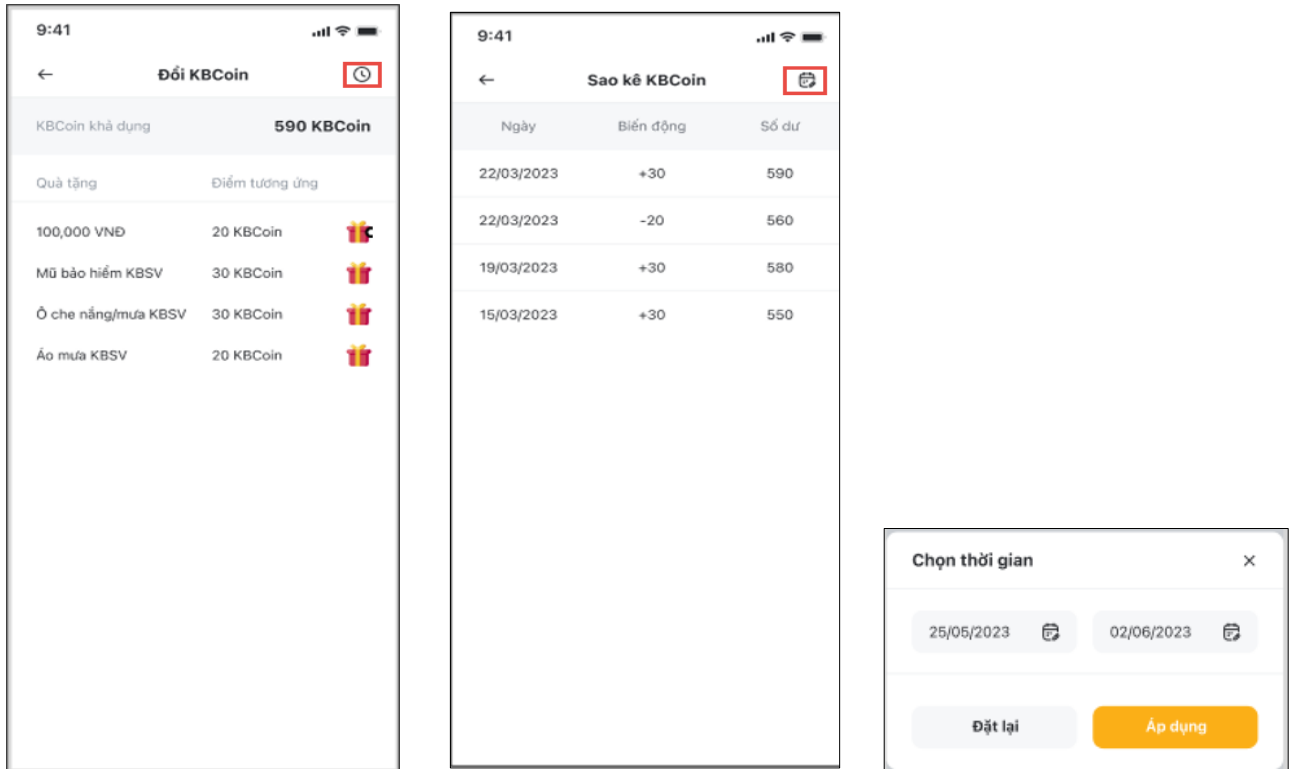 9:41
Đổi KBCoin
KBCoin khả dụng 590 KBCoin
Quà tặng Điểm tương ứng
100,000 VNĐ 20 KBCoin
Mũ bảo hiểm KBSV 30 KBCoin
Ô che nắng/mưa KBSV 30 KBCoin
Áo mưa KBSV 20 KBCoin
9:41
Sao kê KBCoin
Ngày Biến động Số dư
22/03/2023 +30 590
22/03/2023 -20 560
19/03/2023 +30 580
15/03/2023 +30 550
Chọn thời gian
25/05/2023 02/06/2023
Đặt lại Áp dụng